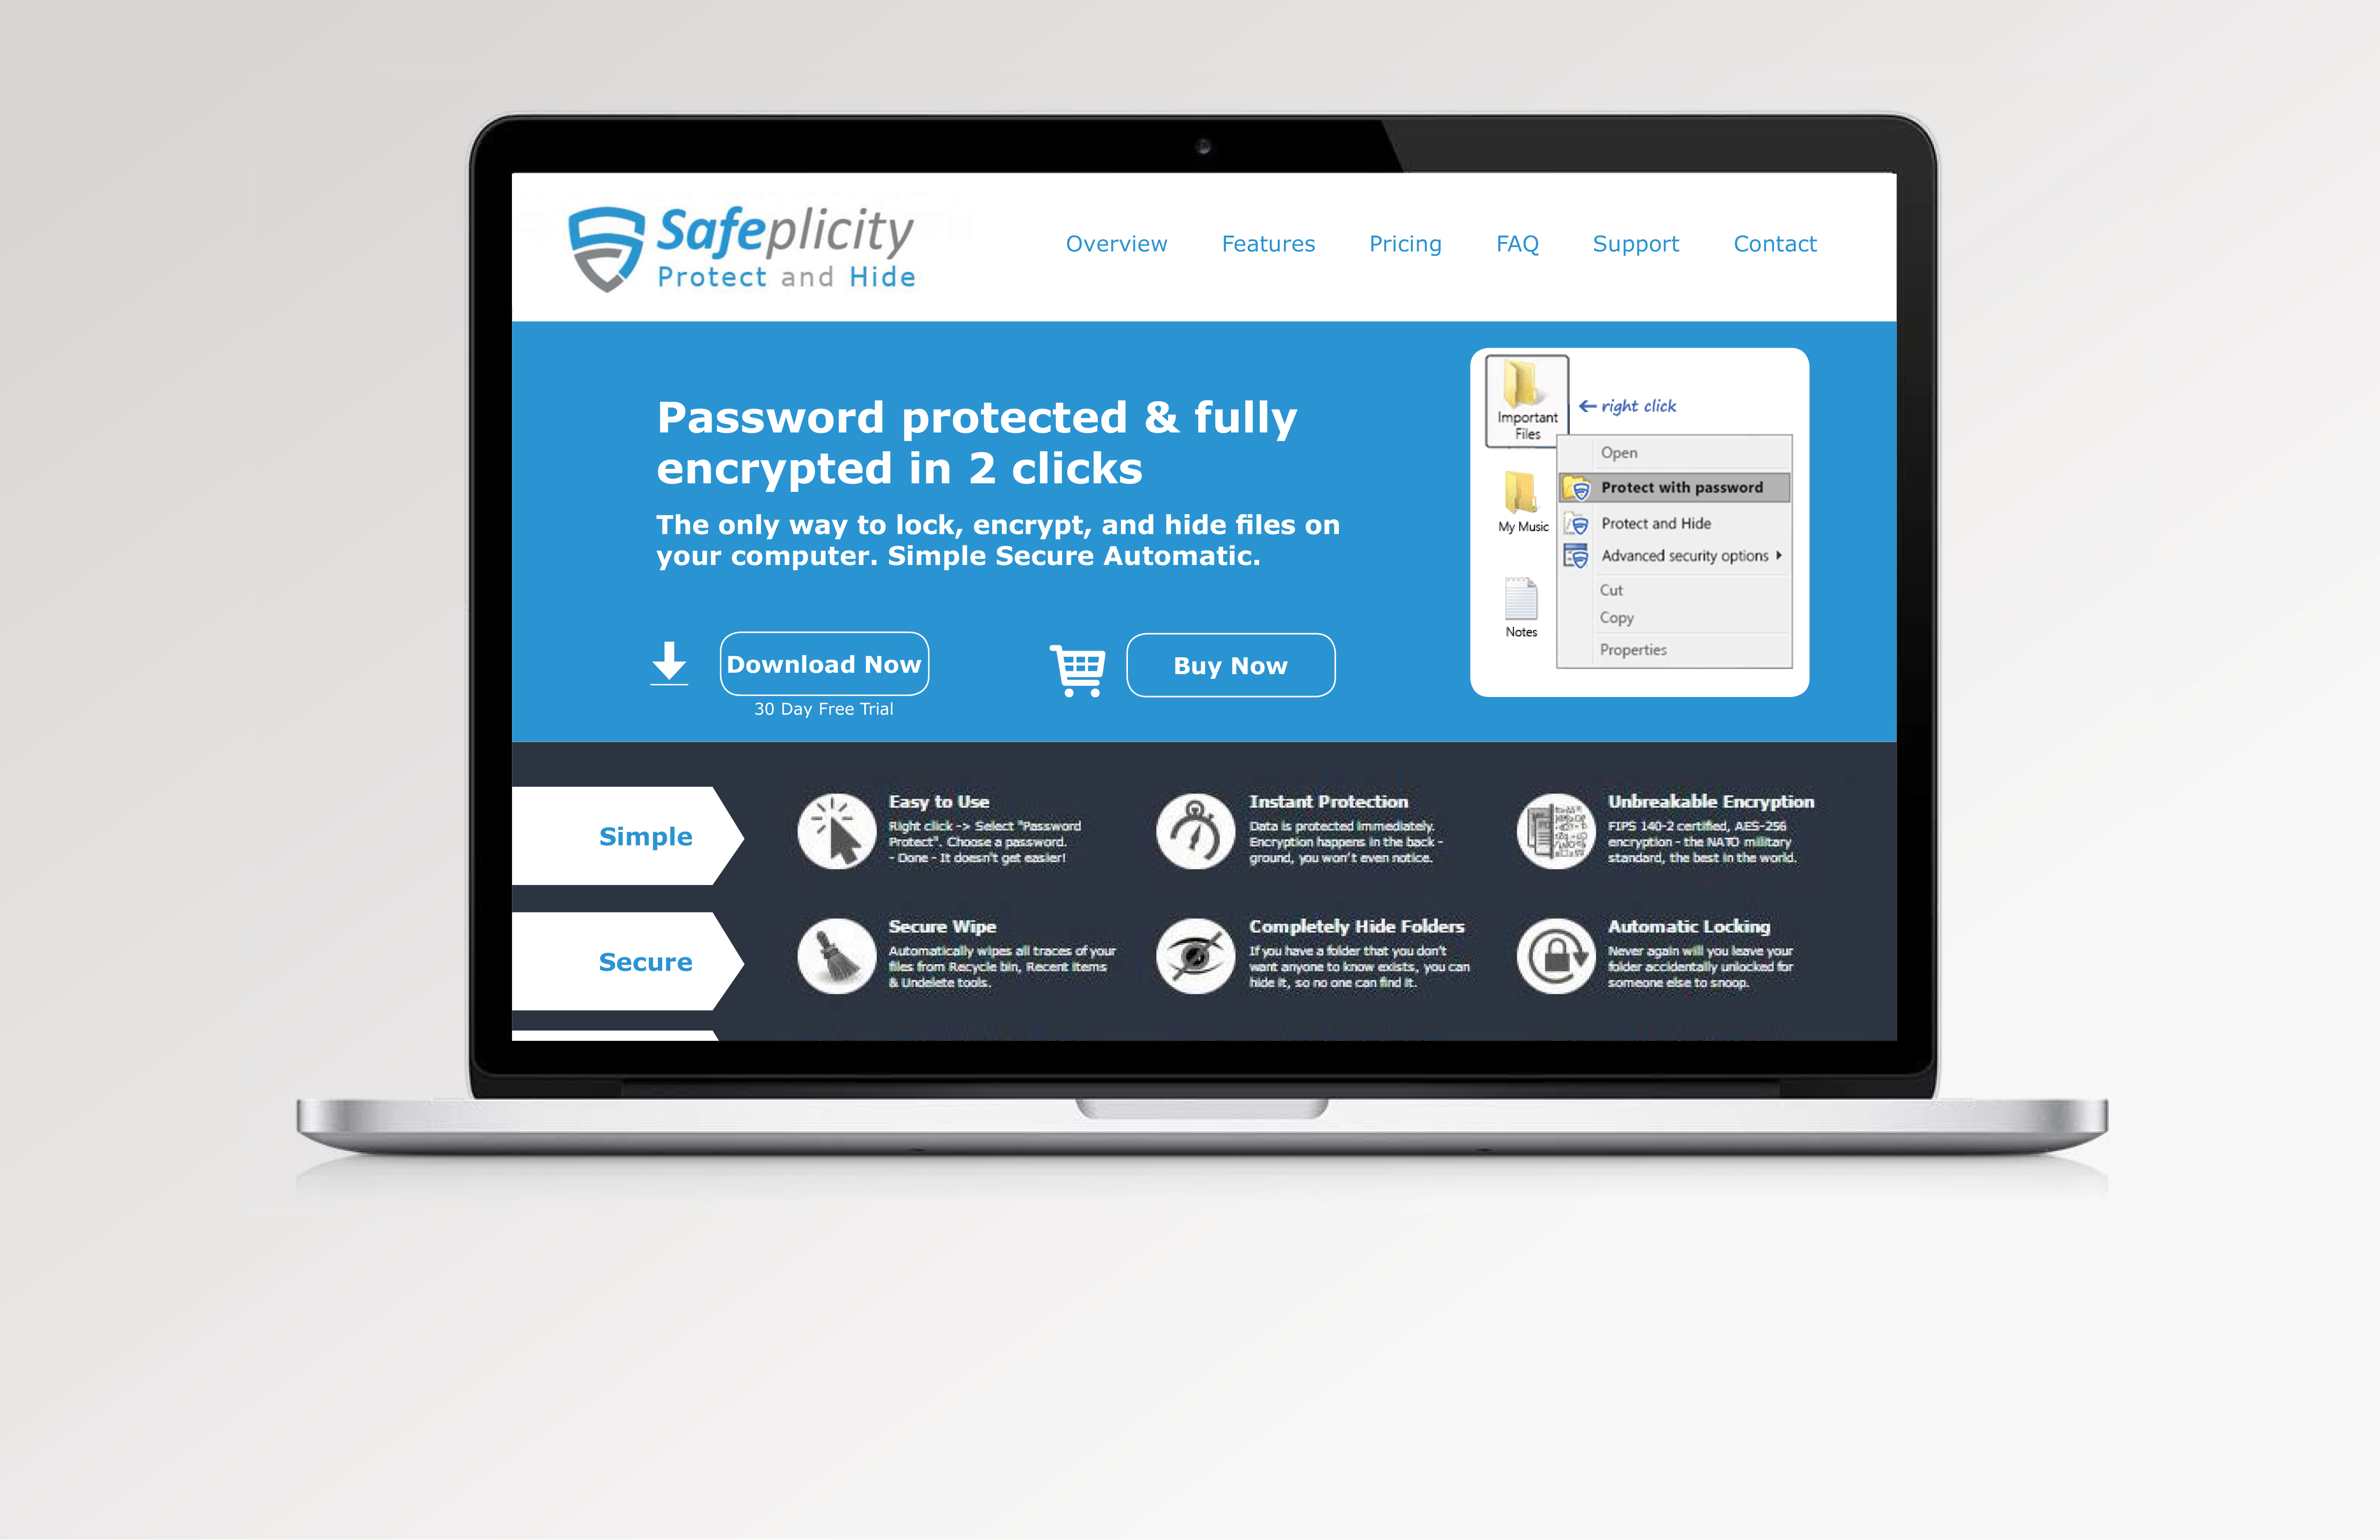 Safeplicity
Protect and Hide
Overview Features Pricing FAQ Support Contact
Password protected & fully
encrypted in 2 clicks
The only way to lock, encrypt, and hide files on
your computer. Simple Secure Automatic.
Download Now
30 Day Free Trial
Buy Now
Important
Files
← right click
My Music
Notes
Open
Protect with password
Protect and Hide
Advanced security options
Cut
Copy
Properties
Simple
Easy to Use
Right click -> Select "Password
Protect". Choose a password.
- Done - It doesn't get easier!
Instant Protection
Data is protected immediately.
Encryption happens in the back -
ground, you won't even notice.
Unbreakable Encryption
FIPS 140-2 certified, AES-256
encryption - the NATO military
standard, the best in the world.
Secure
Secure Wipe
Automatically wipes all traces of your
files from Recycle bin, Recent items
& Undelete tools.
Completely Hide Folders
If you have a folder that you don't
want anyone to know exists, you can
hide it, so no one can find it.
Automatic Locking
Never again will you leave your
folder accidentally unlocked for
someone else to snoop.